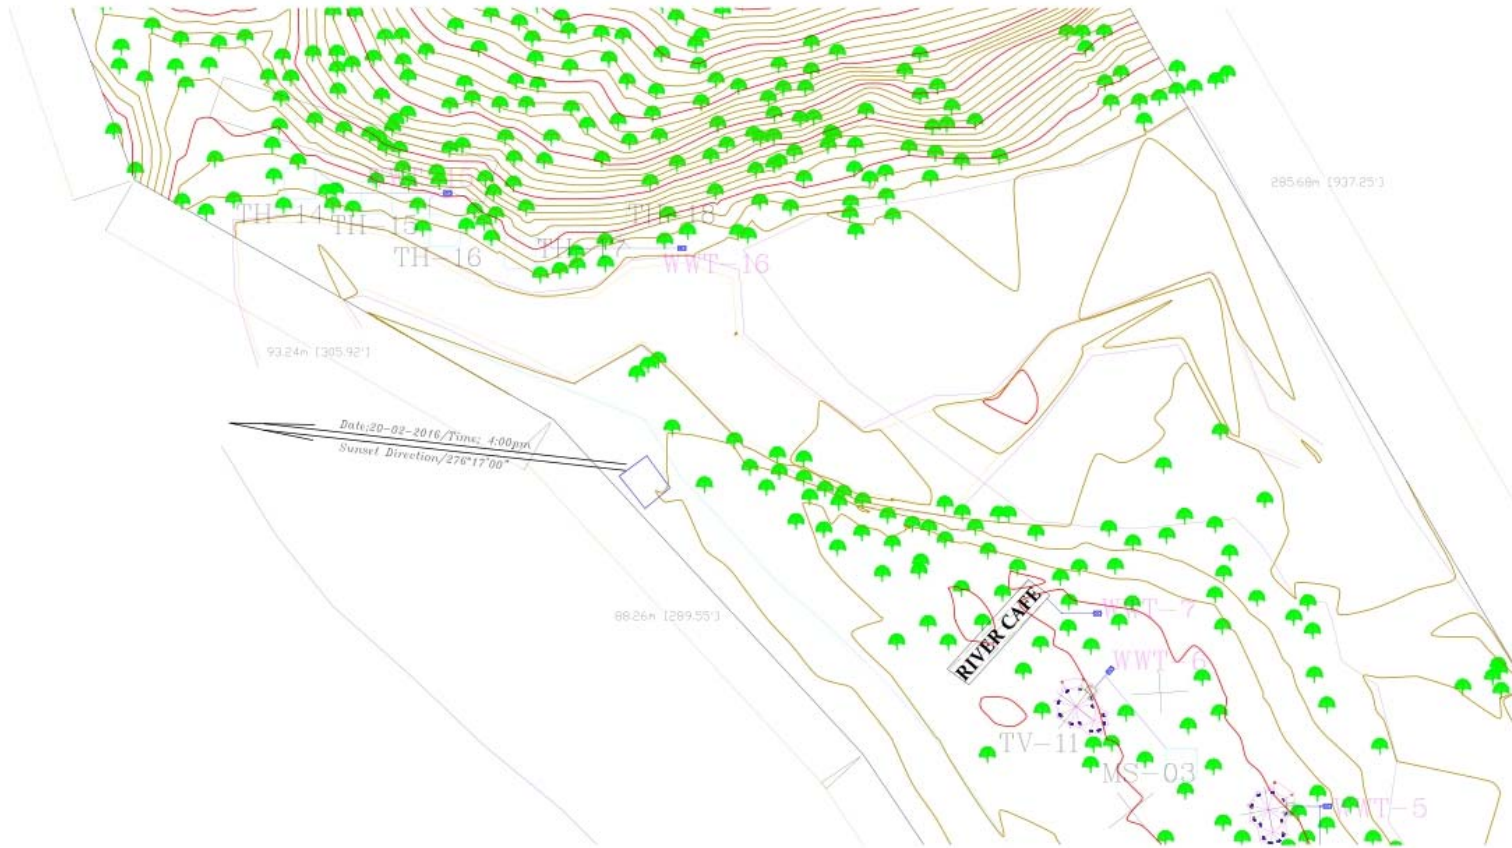 285.68m [937.25']
TH-14
TH-15
TH-18
TH-16
TH-17
WWT-16
93.24m [305.92']
Date;20-02-2016/Time; 4:00pm
Sunset Direction/276°17'00"
88.26m [289.55']
RIVER CAFE
WWT-7
WWT-6
TV-11
MS-03
WWT-5